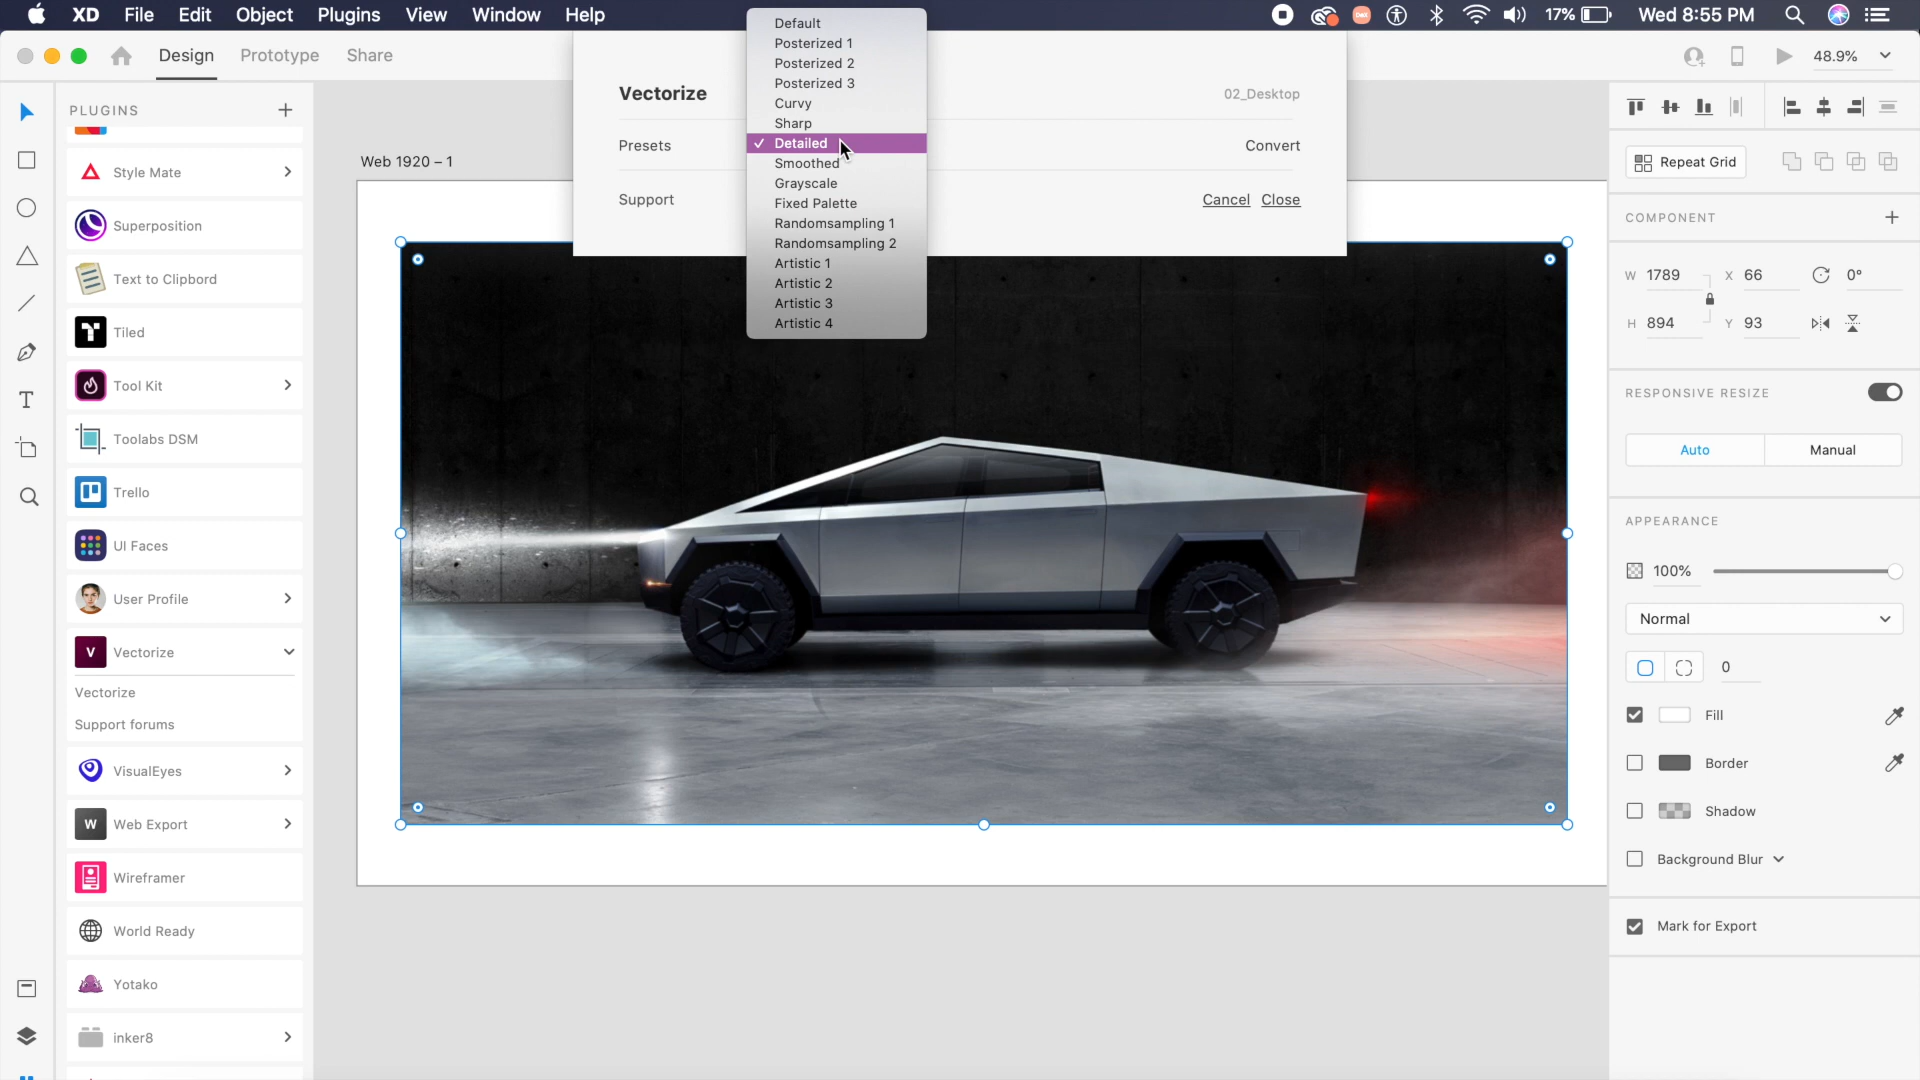 XD File Edit Object Plugins View Window Help
17% Wed 8:55 PM
Design Prototype Share
48.9%
PLUGINS
Style Mate
Superposition
Text to Clipbord
Tiled
Tool Kit
Toolabs DSM
Trello
UI Faces
User Profile
V Vectorize
Vectorize
Support forums
VisualEyes
W Web Export
Wireframer
World Ready
Yotako
inker8
Web 1920 – 1
Vectorize
02_Desktop
Presets
Convert
Support
Cancel Close
Default
Posterized 1
Posterized 2
Posterized 3
Curvy
Sharp
✓ Detailed
Smoothed
Grayscale
Fixed Palette
Randomsampling 1
Randomsampling 2
Artistic 1
Artistic 2
Artistic 3
Artistic 4
Repeat Grid
COMPONENT
W 1789 X 66 0°
H 894 Y 93
RESPONSIVE RESIZE
Auto Manual
APPEARANCE
100%
Normal
0
Fill
Border
Shadow
Background Blur
Mark for Export